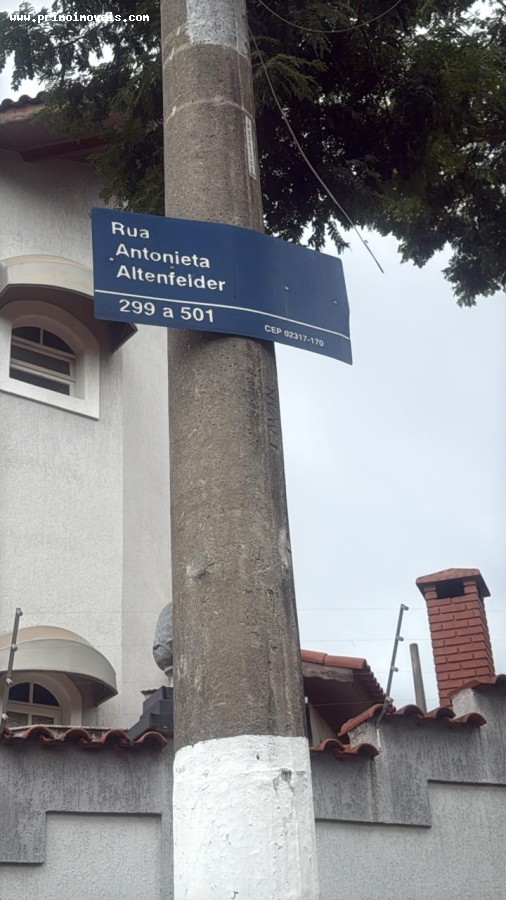 www.primoimoveis.com
Rua
Antonieta
Altenfelder
299 a 501
CEP 02317-170